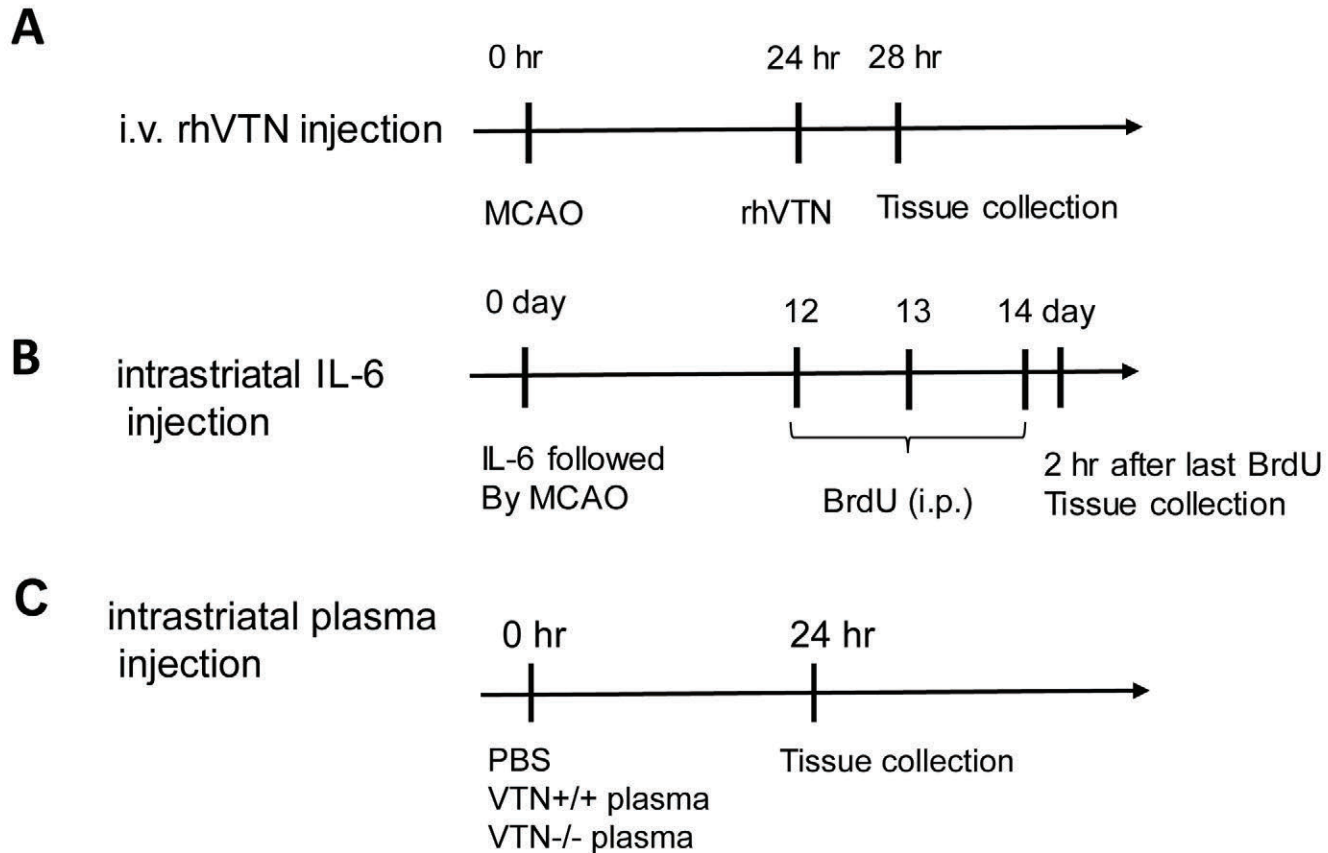 A
0 hr 24 hr 28 hr
i.v. rhVTN injection
MCAO rhVTN Tissue collection
0 day 12 13 14 day
B
intrastriatal IL-6
injection
IL-6 followed
By MCAO
BrdU (i.p.)
2 hr after last BrdU
Tissue collection
C
intrastriatal plasma
injection
0 hr 24 hr
PBS
VTN+/+ plasma
VTN-/- plasma
Tissue collection